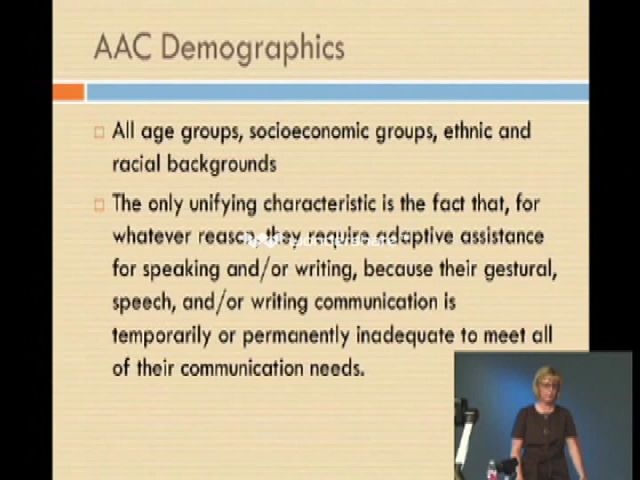 AAC Demographics
All age groups, socioeconomic groups, ethnic and
racial backgrounds
The only unifying characteristic is the fact that, for
whatever reason, they require adaptive assistance
for speaking and/or writing, because their gestural,
speech, and/or writing communication is
temporarily or permanently inadequate to meet all
of their communication needs.